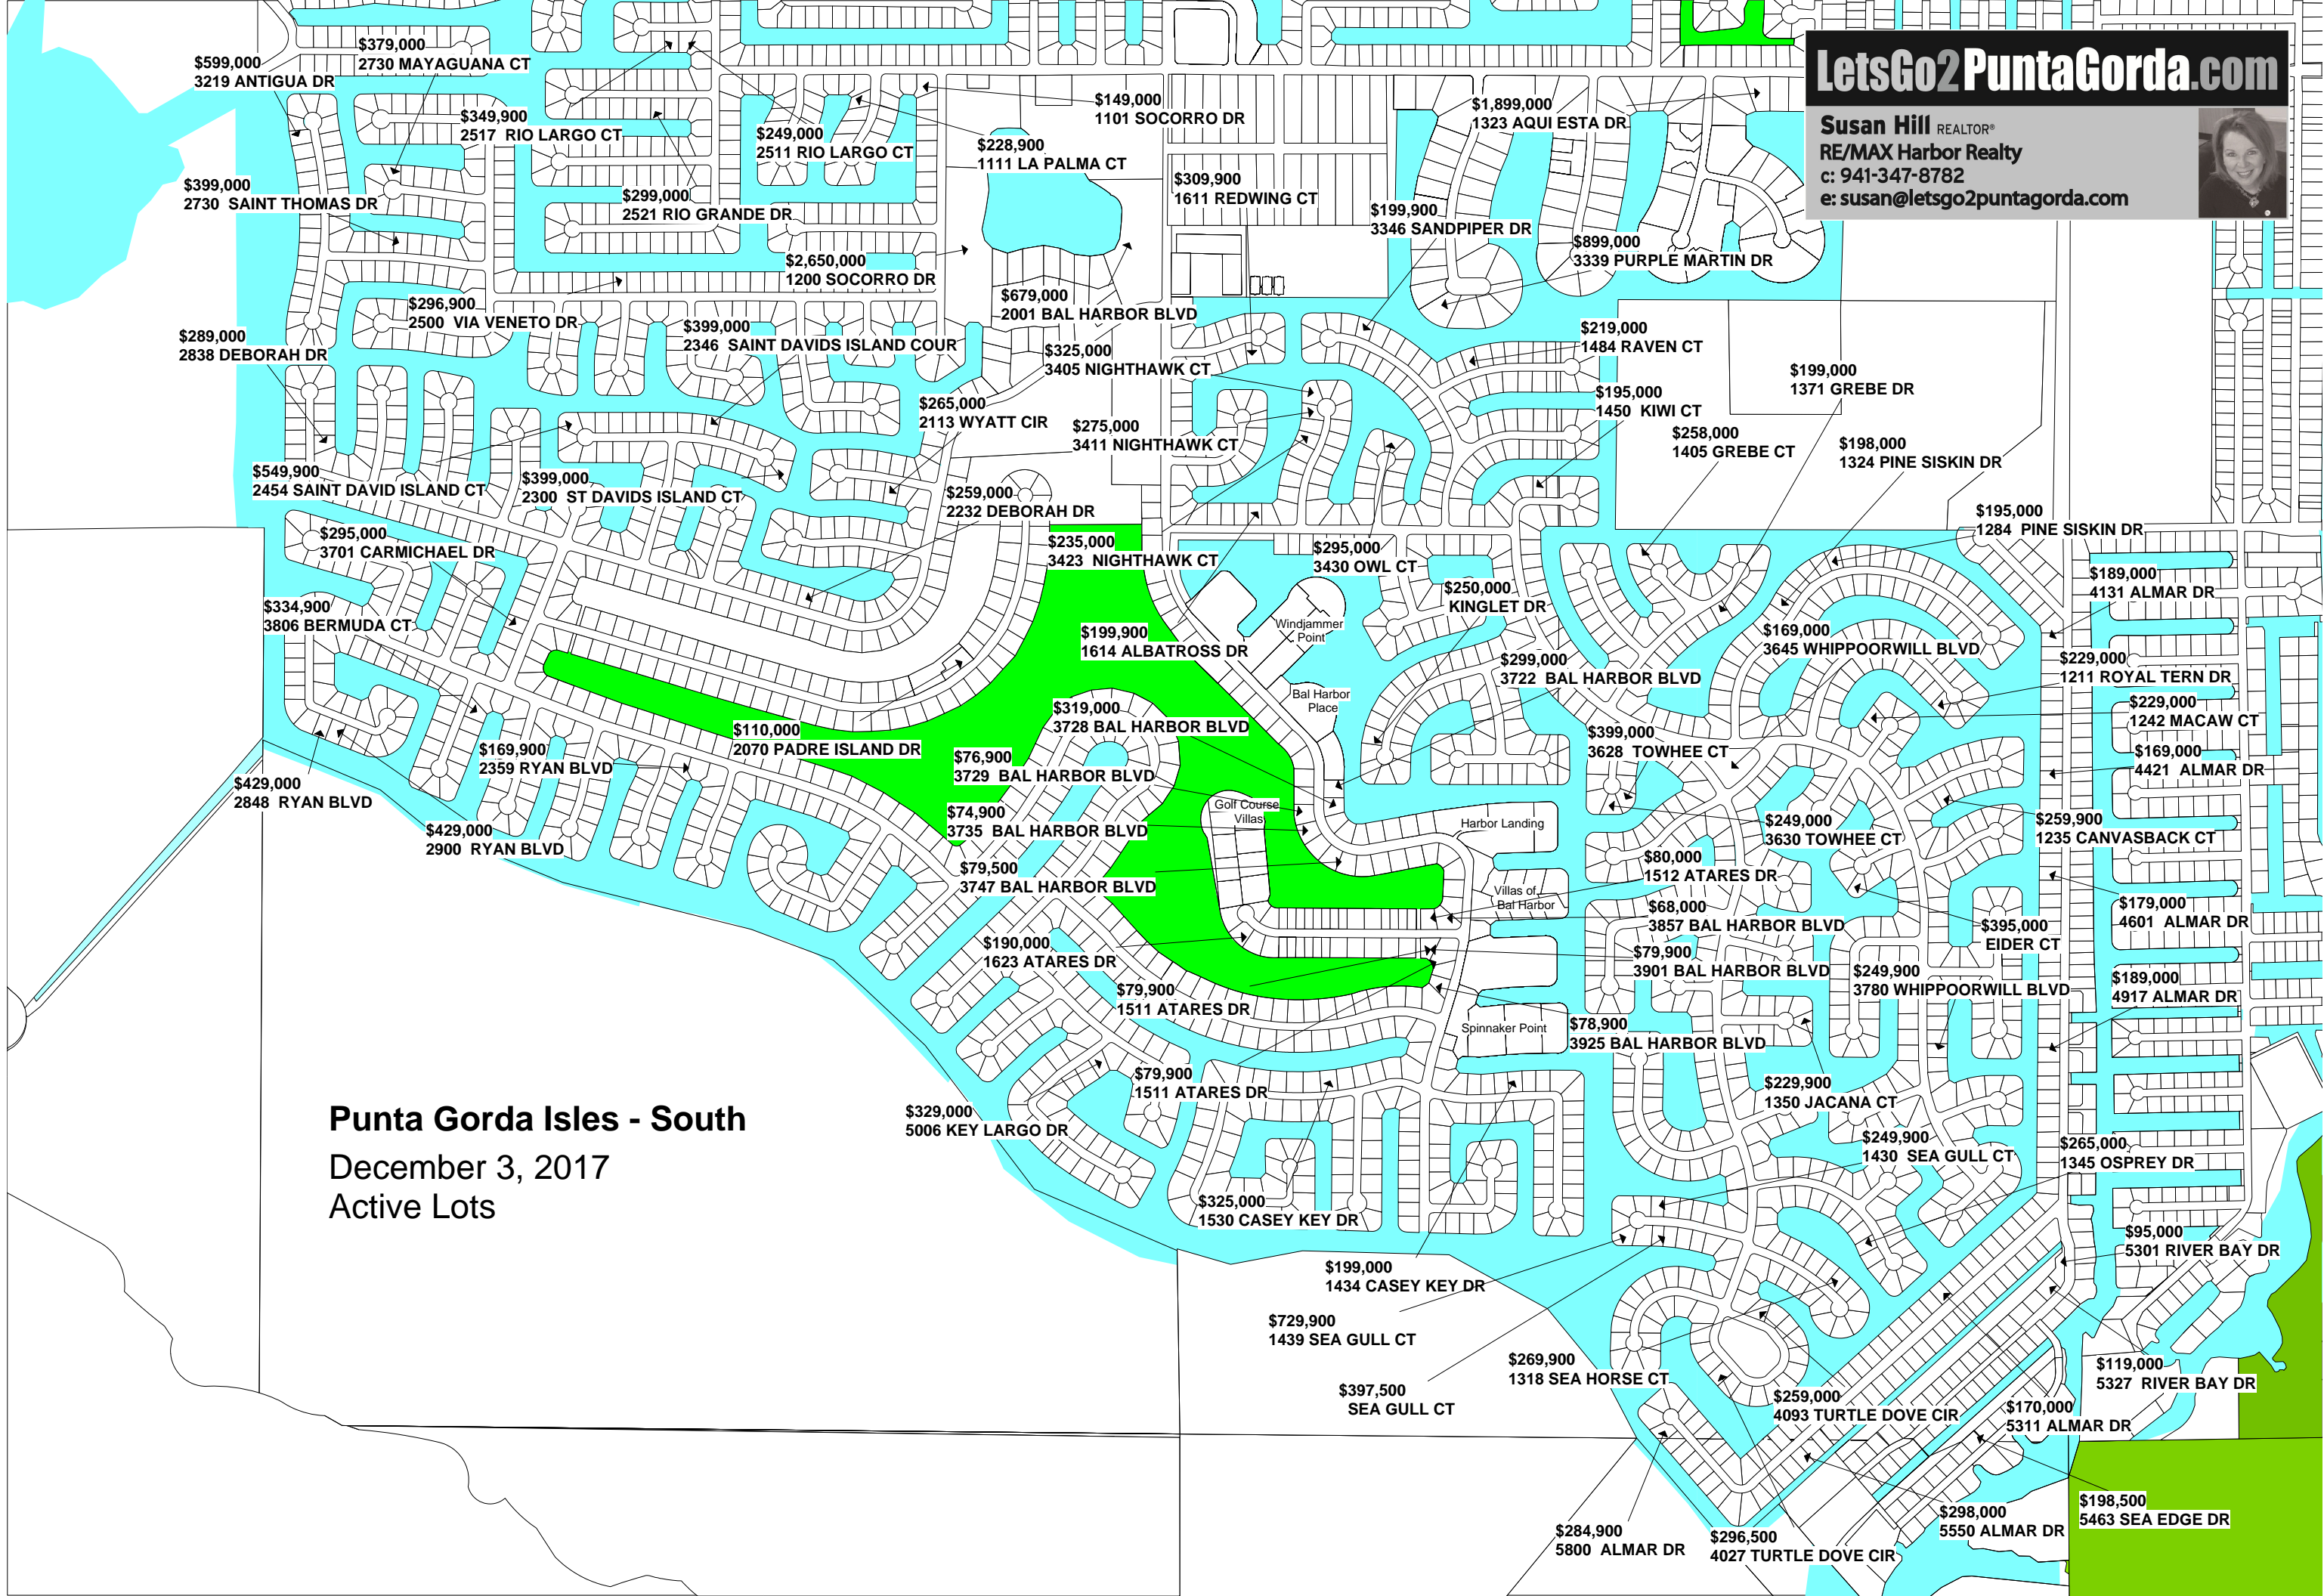 LetsGo2PuntaGorda.com
Susan Hill REALTOR®
RE/MAX Harbor Realty
c: 941-347-8782
e: susan@letsgo2puntagorda.com
$379,000
2730 MAYAGUANA CT
$599,000
3219 ANTIGUA DR
$349,900
2517 RIO LARGO CT
$249,000
2511 RIO LARGO CT
$149,000
1101 SOCORRO DR
$228,900
1111 LA PALMA CT
$1,899,000
1323 AQUI ESTA DR
$399,000
2730 SAINT THOMAS DR
$299,000
2521 RIO GRANDE DR
$309,900
1611 REDWING CT
$199,900
3346 SANDPIPER DR
$899,000
3339 PURPLE MARTIN DR
$2,650,000
1200 SOCORRO DR
$679,000
2001 BAL HARBOR BLVD
$296,900
2500 VIA VENETO DR
$399,000
2346 SAINT DAVIDS ISLAND COUR
$289,000
2838 DEBORAH DR
$325,000
3405 NIGHTHAWK CT
$219,000
1484 RAVEN CT
$199,000
1371 GREBE DR
$195,000
1450 KIWI CT
$265,000
2113 WYATT CIR
$275,000
3411 NIGHTHAWK CT
$258,000
1405 GREBE CT
$198,000
1324 PINE SISKIN DR
$549,900
2454 SAINT DAVID ISLAND CT
$399,000
2300 ST DAVIDS ISLAND CT
$259,000
2232 DEBORAH DR
$195,000
1284 PINE SISKIN DR
$295,000
3701 CARMICHAEL DR
$235,000
3423 NIGHTHAWK CT
$295,000
3430 OWL CT
$189,000
4131 ALMAR DR
$250,000
KINGLET DR
$334,900
3806 BERMUDA CT
Windjammer
Point
$199,900
1614 ALBATROSS DR
$169,000
3645 WHIPPOORWILL BLVD
$299,000
3722 BAL HARBOR BLVD
$229,000
1211 ROYAL TERN DR
Bal Harbor
Place
$319,000
3728 BAL HARBOR BLVD
$229,000
1242 MACAW CT
$110,000
2070 PADRE ISLAND DR
$399,000
3628 TOWHEE CT
$169,900
2359 RYAN BLVD
$76,900
3729 BAL HARBOR BLVD
$169,000
4421 ALMAR DR
$429,000
2848 RYAN BLVD
Golf Course
Villas
Harbor Landing
$74,900
3735 BAL HARBOR BLVD
$249,000
3630 TOWHEE CT
$259,900
1235 CANVASBACK CT
$429,000
2900 RYAN BLVD
$79,500
3747 BAL HARBOR BLVD
$80,000
1512 ATARES DR
Villas of
Bal Harbor
$68,000
3857 BAL HARBOR BLVD
$179,000
4601 ALMAR DR
$395,000
EIDER CT
$190,000
1623 ATARES DR
$79,900
3901 BAL HARBOR BLVD
$249,900
3780 WHIPPOORWILL BLVD
$189,000
4917 ALMAR DR
$79,900
1511 ATARES DR
Spinnaker Point
$78,900
3925 BAL HARBOR BLVD
$79,900
1511 ATARES DR
$229,900
1350 JACANA CT
$329,000
5006 KEY LARGO DR
Punta Gorda Isles - South
December 3, 2017
Active Lots
$249,900
1430 SEA GULL CT
$265,000
1345 OSPREY DR
$325,000
1530 CASEY KEY DR
$95,000
5301 RIVER BAY DR
$199,000
1434 CASEY KEY DR
$729,900
1439 SEA GULL CT
$269,900
1318 SEA HORSE CT
$119,000
5327 RIVER BAY DR
$397,500
SEA GULL CT
$259,000
4093 TURTLE DOVE CIR
$170,000
5311 ALMAR DR
$198,500
5463 SEA EDGE DR
$298,000
5550 ALMAR DR
$284,900
5800 ALMAR DR
$296,500
4027 TURTLE DOVE CIR